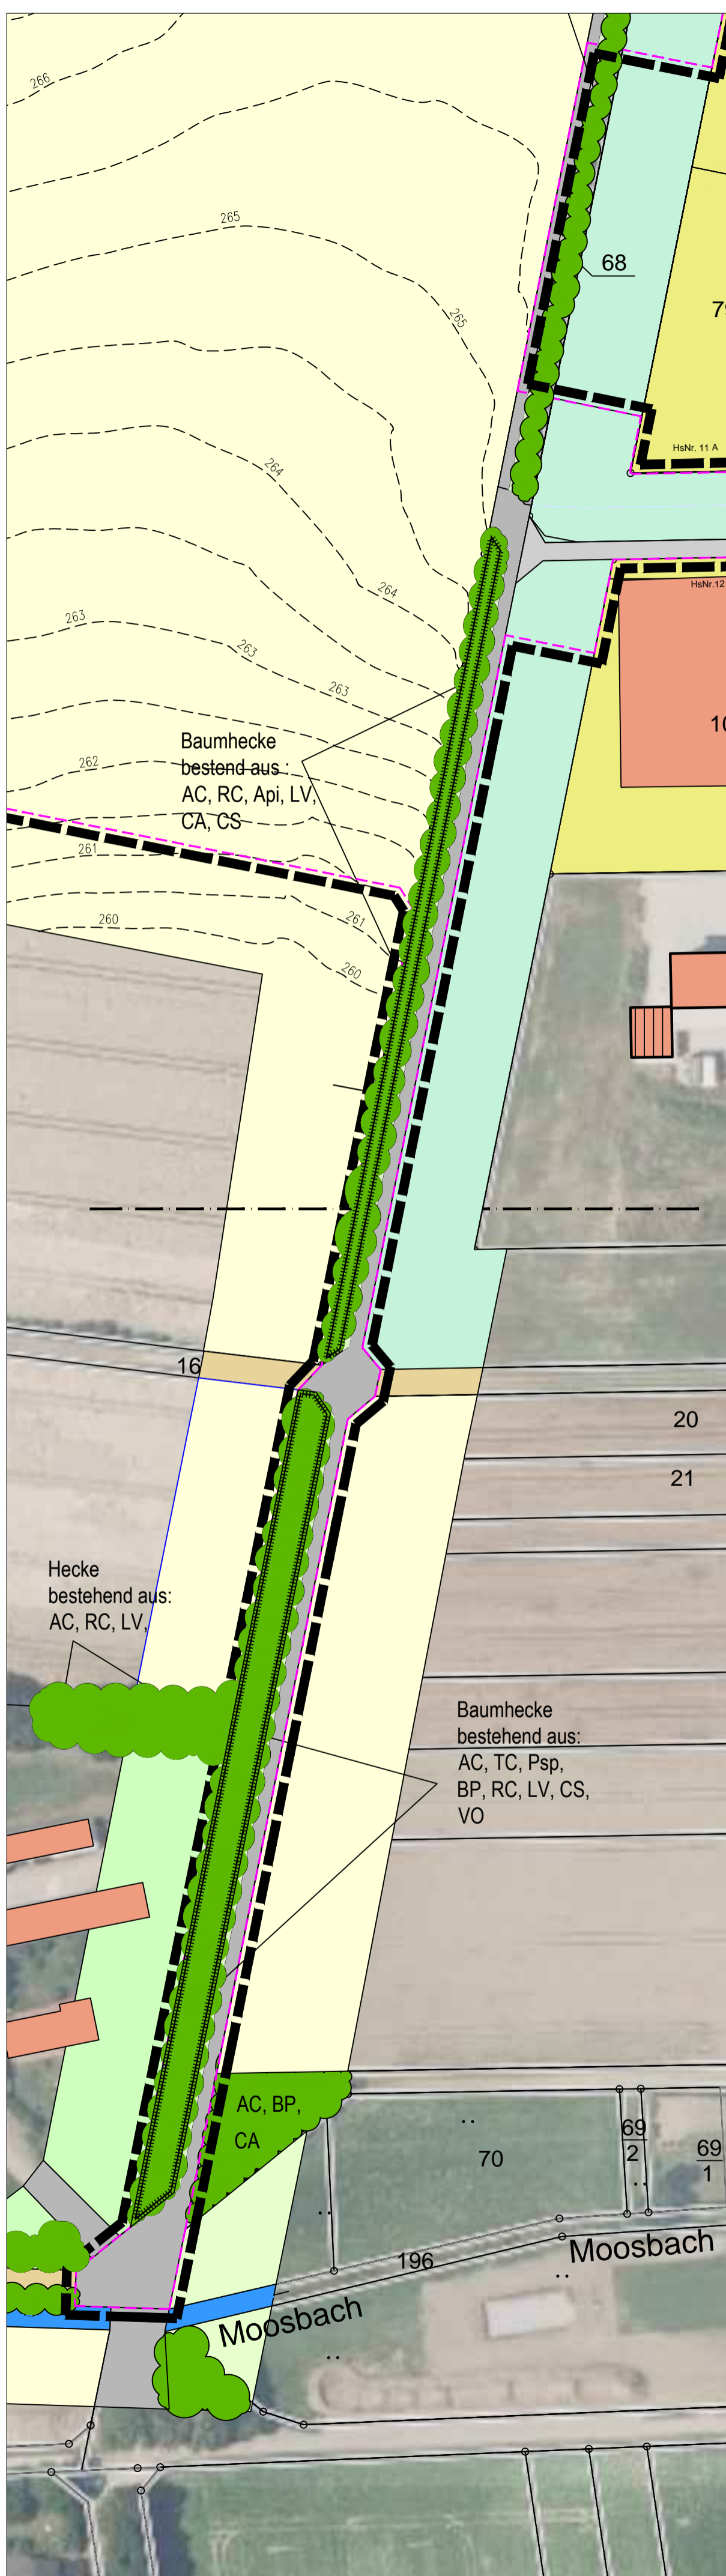 266
265
68
265
79
HsNr. 11 A
264
264
HsNr.12
263
263
263
10
Baumhecke
bestend aus :
AC, RC, Api, LV,
CA, CS
262
261
261
260
260
16
20
21
Hecke
bestehend aus:
AC, RC, LV,
Baumhecke
bestehend aus:
AC, TC, Psp,
BP, RC, LV, CS,
VO
AC, BP,
CA
70
69
2
69
1
196
Moosbach
Moosbach